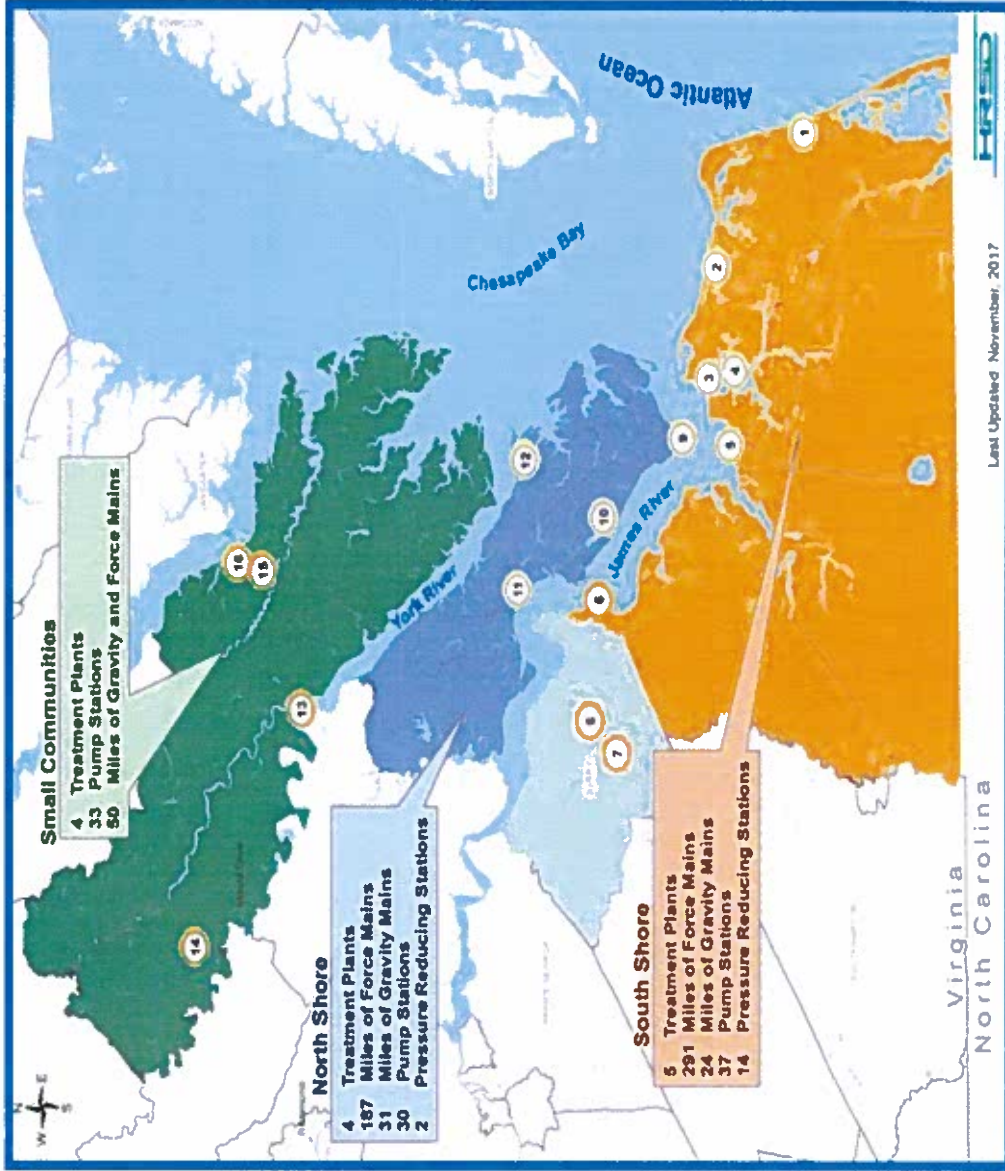 N
W E
S
Small Communities
4 Treatment Plants
33 Pump Stations
50 Miles of Gravity and Force Mains
North Shore
4 Treatment Plants
187 Miles of Force Mains
31 Miles of Gravity Mains
30 Pump Stations
2 Pressure Reducing Stations
South Shore
5 Treatment Plants
291 Miles of Force Mains
24 Miles of Gravity Mains
37 Pump Stations
14 Pressure Reducing Stations
Atlantic Ocean
Chesapeake Bay
York River
James River
Virginia
North Carolina
14
13
16
15
12
11
10
9
6
7
3
4
5
2
1
HRSD
Last Updated November, 2017